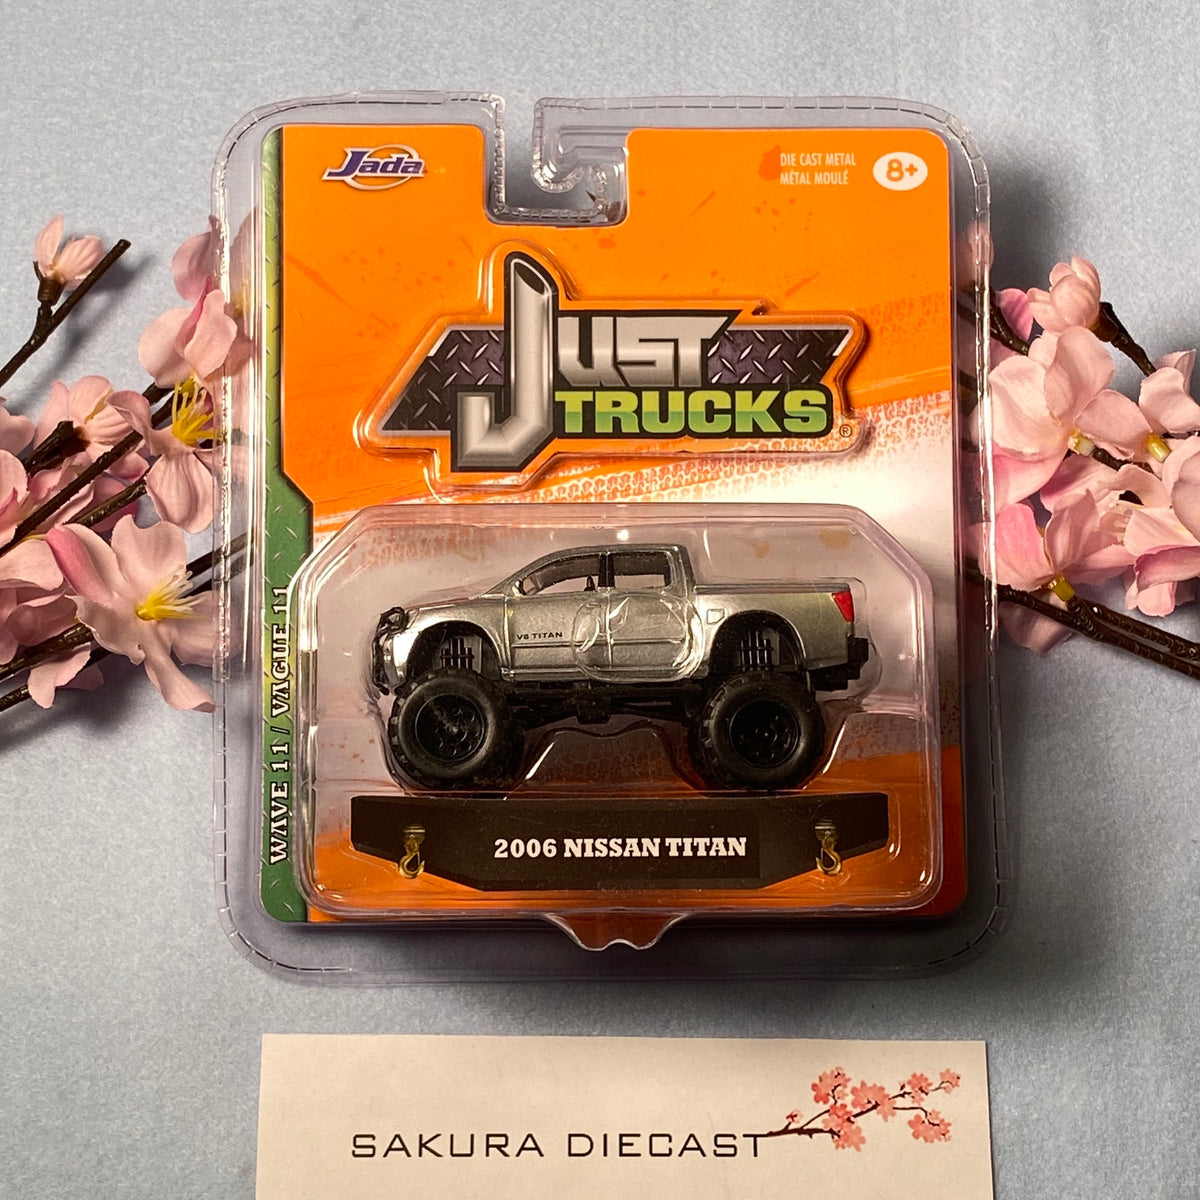 Jada
DIE CAST METAL
MÉTAL MOULÉ
8+
JUST
TRUCKS®
WAVE 11 / VAGUE 11
V8 TITAN
2006 NISSAN TITAN
SAKURA DIECAST